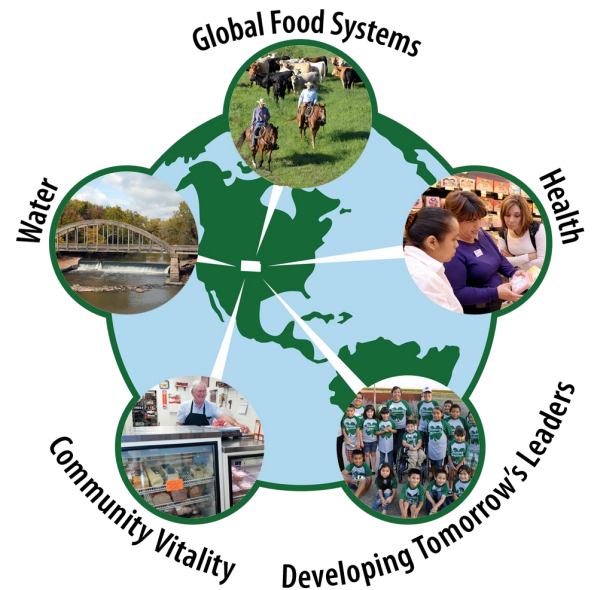 Global Food Systems
Water
Health
Community Vitality
Developing Tomorrow's Leaders